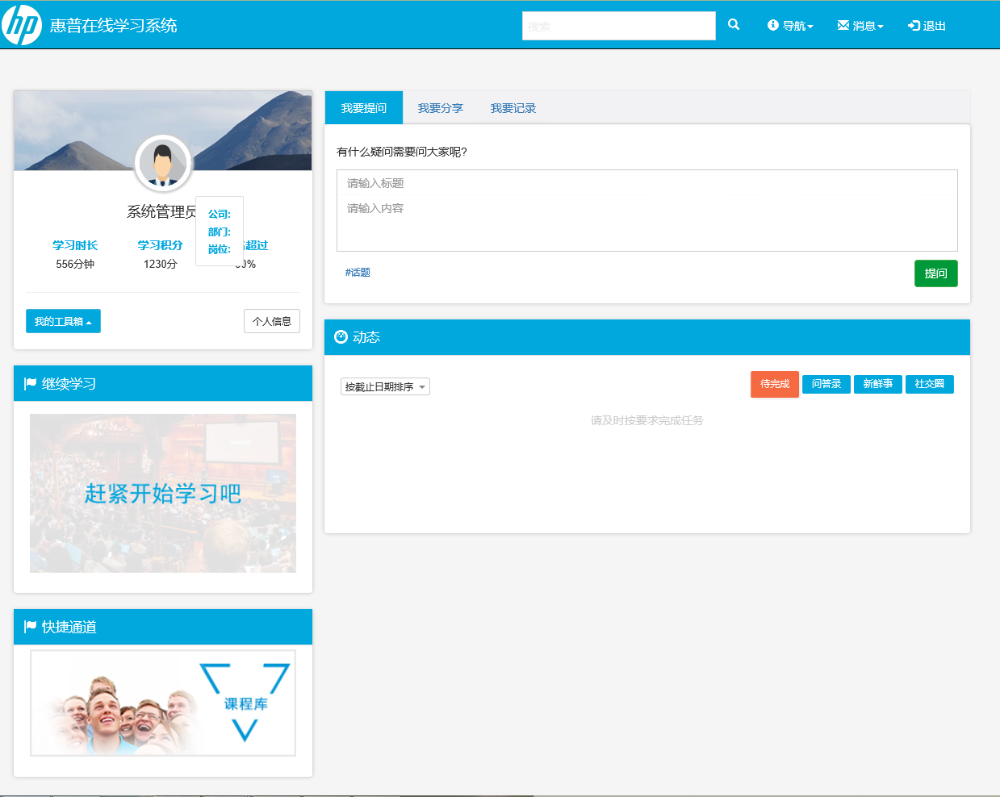 hp 惠普在线学习系统
搜索
导航
消息
退出
系统管理员
公司:
部门:
岗位:
学习时长
学习积分
超过
556分钟
1230分
0%
我的工具箱
个人信息
继续学习
赶紧开始学习吧
快捷通道
课程库
我要提问
我要分享
我要记录
有什么疑问需要问大家呢?
请输入标题
请输入内容
#话题
提问
动态
按截止日期排序
待完成
问答录
新鲜事
社交圈
请及时按要求完成任务